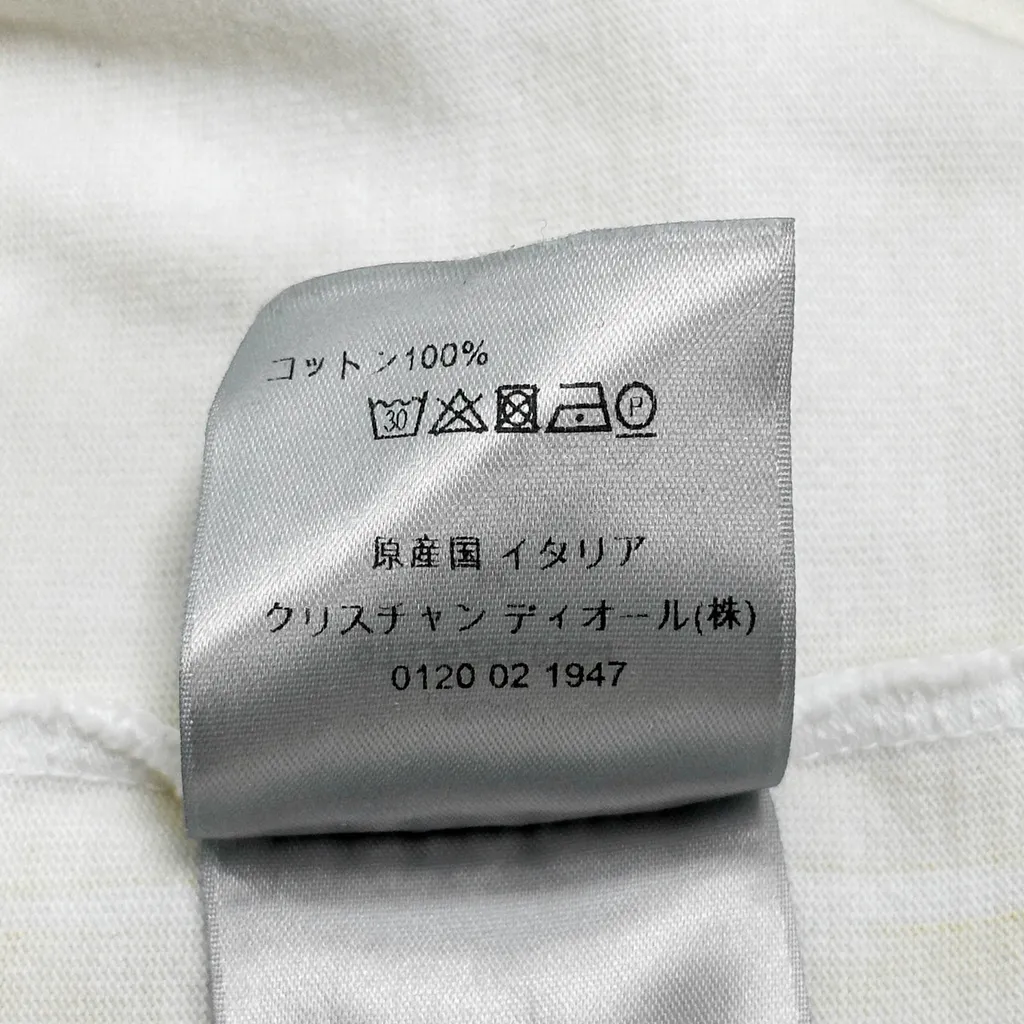 コットン100%
30
P
原産国 イタリア
クリスチャン ディオール(株)
0120 02 1947